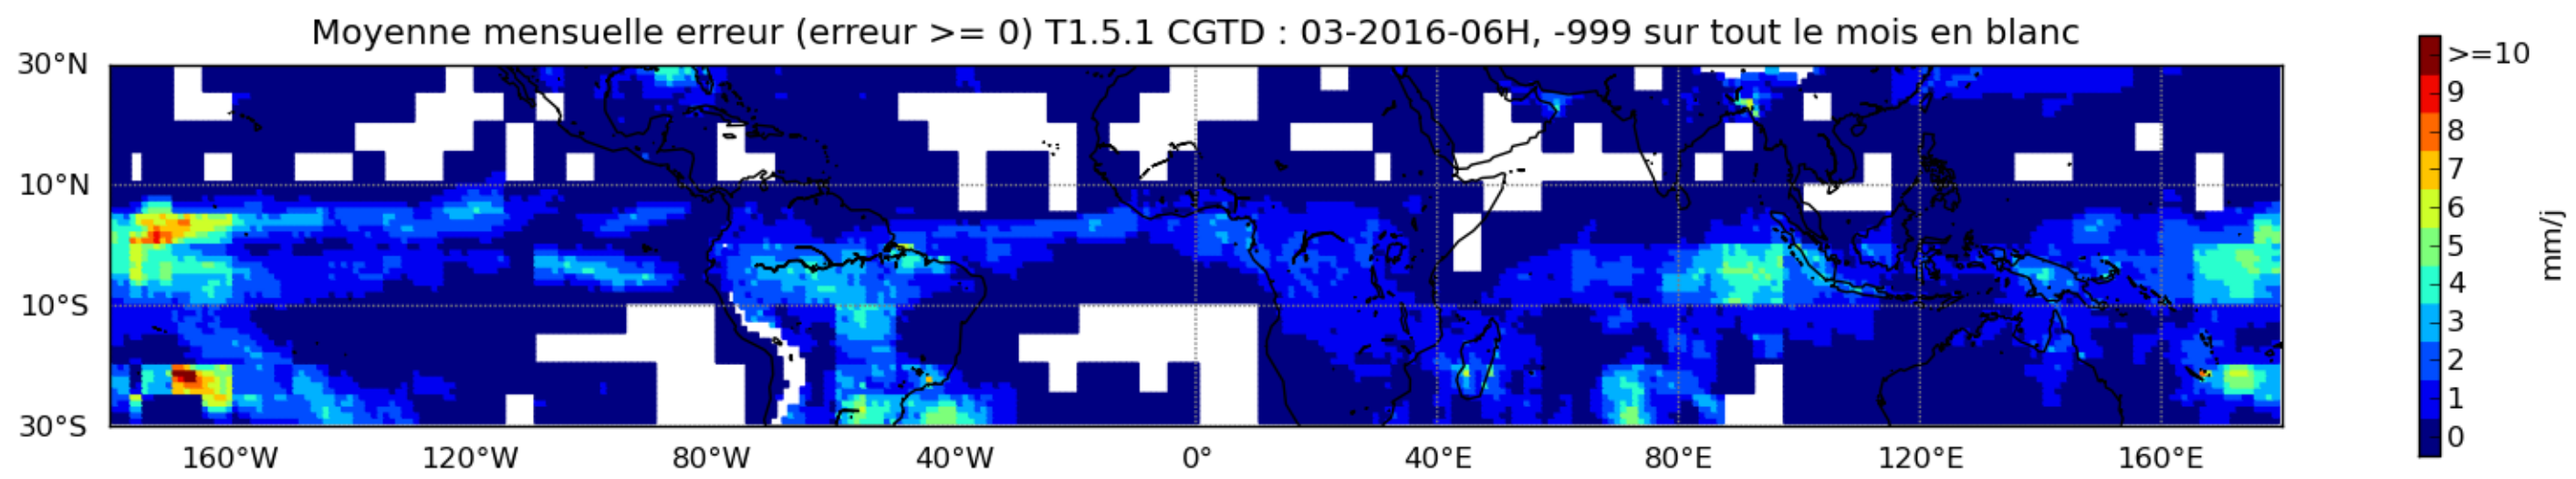 Moyenne mensuelle erreur (erreur >= 0) T1.5.1 CGTD : 03-2016-06H, -999 sur tout le mois en blanc
30°N
10°N
10°S
30°S
160°W 120°W 80°W 40°W 0° 40°E 80°E 120°E 160°E
>=10
9
8
7
6
5
4
3
2
1
0
mm/j